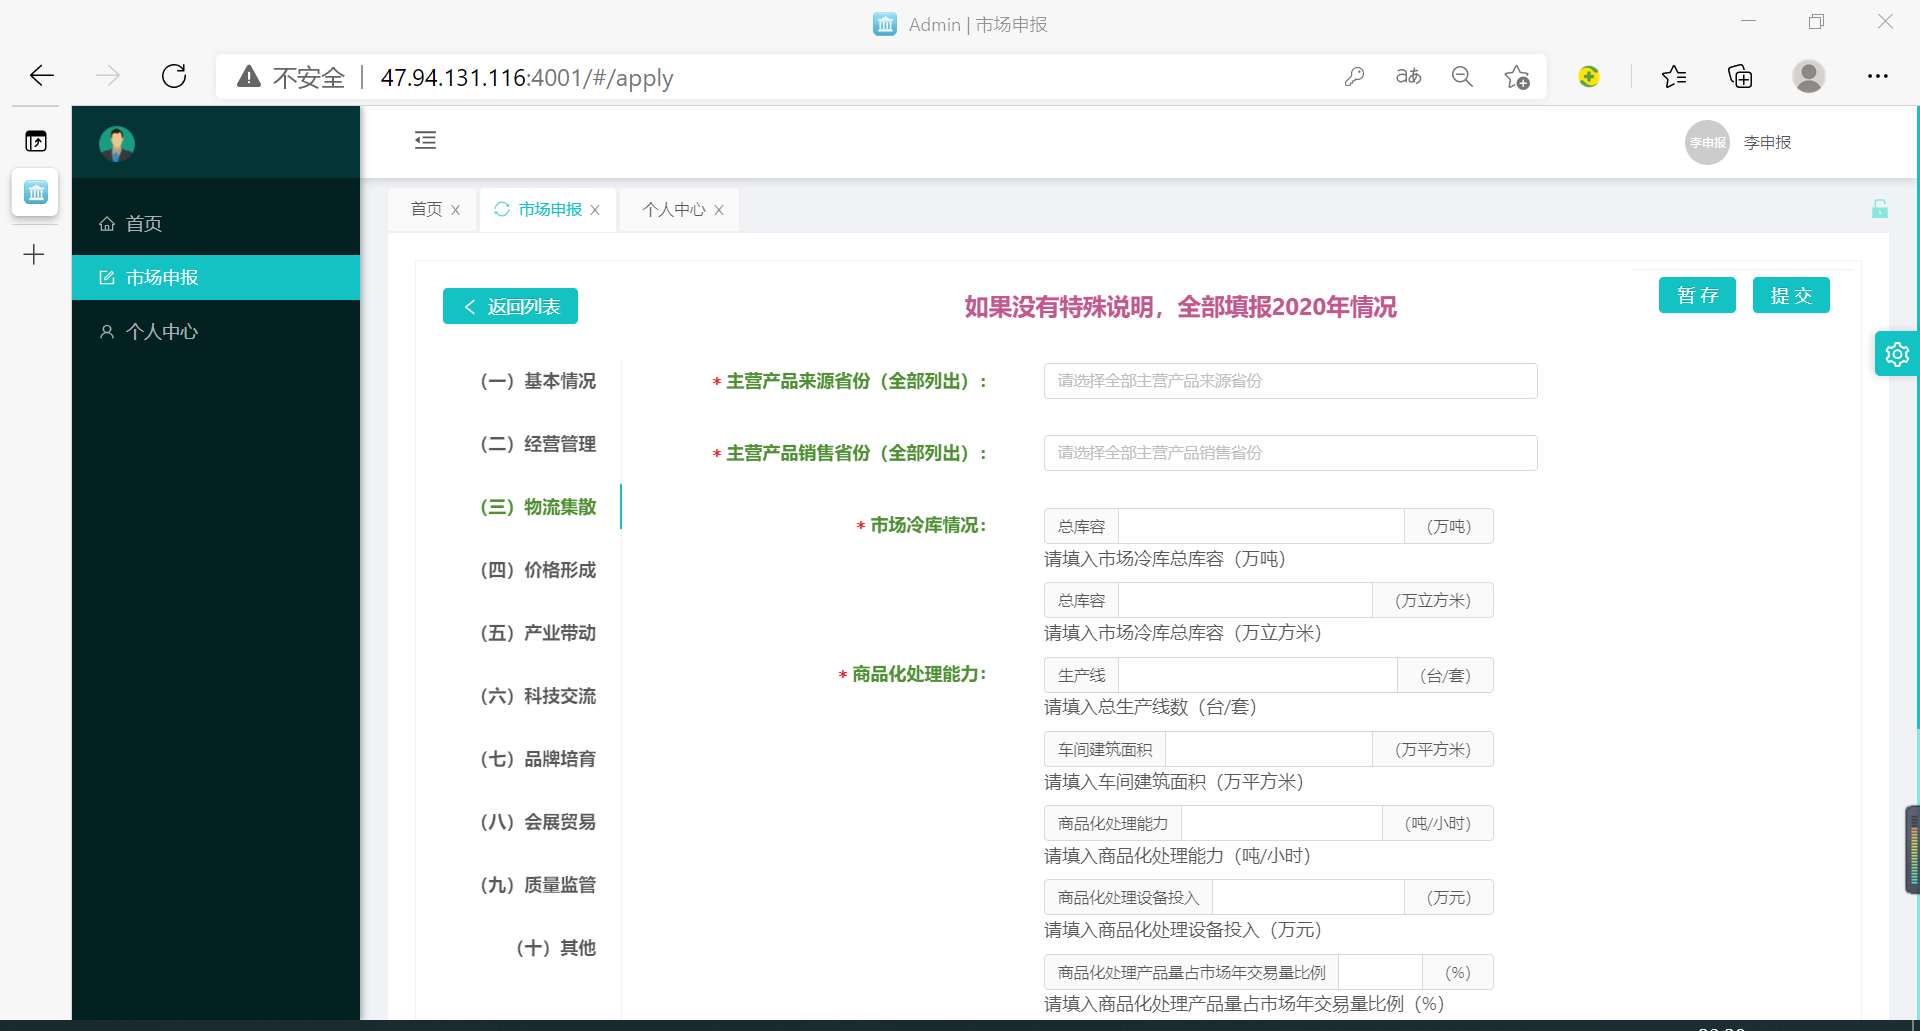 Admin | 市场申报
不安全 | 47.94.131.116:4001/#/apply
李申报 李申报
首页 x
市场申报 x
个人中心 x
首页
市场申报
个人中心
返回列表
如果没有特殊说明，全部填报2020年情况
暂 存
提 交
（一）基本情况
（二）经营管理
（三）物流集散
（四）价格形成
（五）产业带动
（六）科技交流
（七）品牌培育
（八）会展贸易
（九）质量监管
（十）其他
* 主营产品来源省份（全部列出）：
请选择全部主营产品来源省份
* 主营产品销售省份（全部列出）：
请选择全部主营产品销售省份
* 市场冷库情况：
总库容 （万吨）
请填入市场冷库总库容（万吨）
总库容 （万立方米）
请填入市场冷库总库容（万立方米）
* 商品化处理能力：
生产线 （台/套）
请填入总生产线数（台/套）
车间建筑面积 （万平方米）
请填入车间建筑面积（万平方米）
商品化处理能力 （吨/小时）
请填入商品化处理能力（吨/小时）
商品化处理设备投入 （万元）
请填入商品化处理设备投入（万元）
商品化处理产品量占市场年交易量比例 （%）
请填入商品化处理产品量占市场年交易量比例（%）